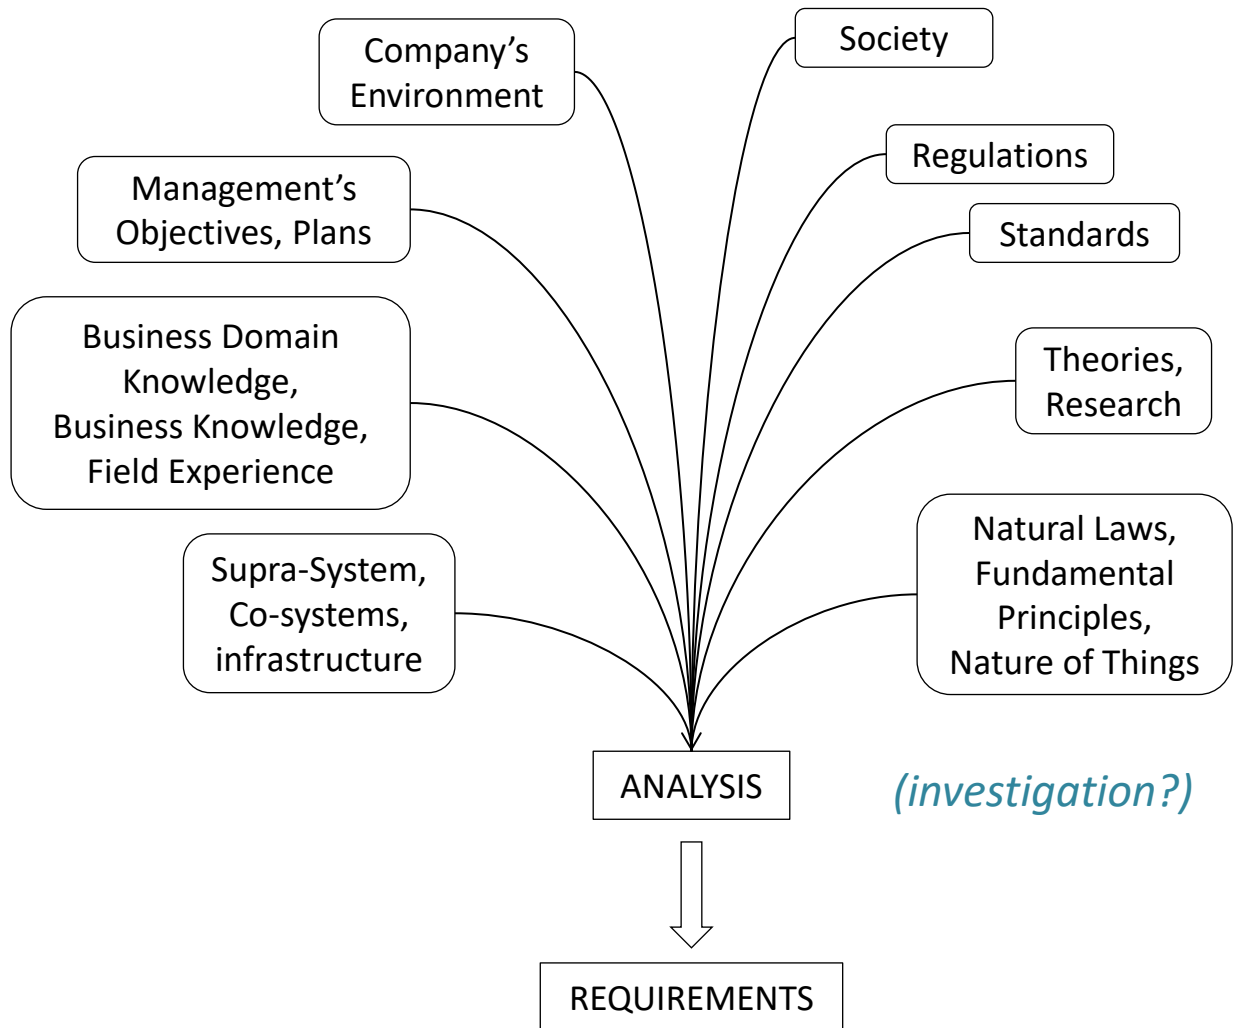 Company’s
Environment
Society
Management’s
Objectives, Plans
Regulations
Standards
Business Domain
Knowledge,
Business Knowledge,
Field Experience
Theories,
Research
Supra-System,
Co-systems,
infrastructure
Natural Laws,
Fundamental
Principles,
Nature of Things
ANALYSIS
(investigation?)
REQUIREMENTS